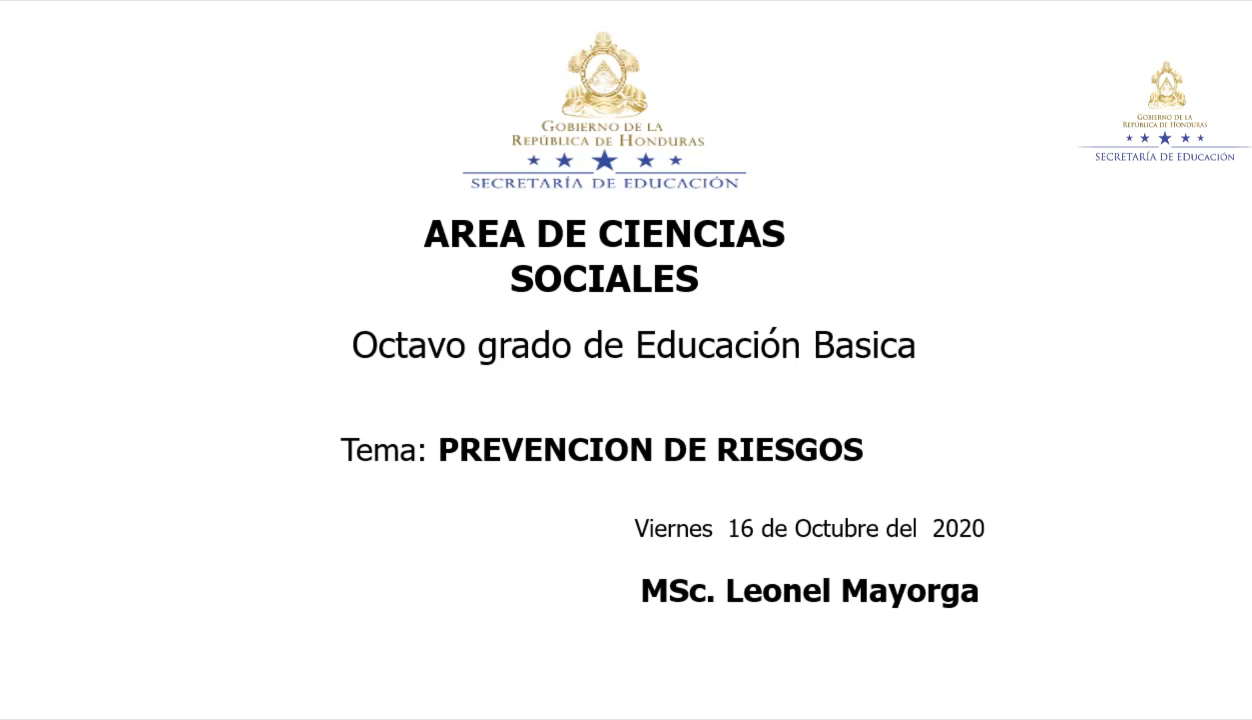 GOBIERNO DE LA
REPÚBLICA DE HONDURAS
SECRETARÍA DE EDUCACIÓN
GOBIERNO DE LA
REPÚBLICA DE HONDURAS
SECRETARÍA DE EDUCACIÓN
AREA DE CIENCIAS
SOCIALES
Octavo grado de Educación Basica
Tema: PREVENCION DE RIESGOS
Viernes 16 de Octubre del 2020
MSc. Leonel Mayorga